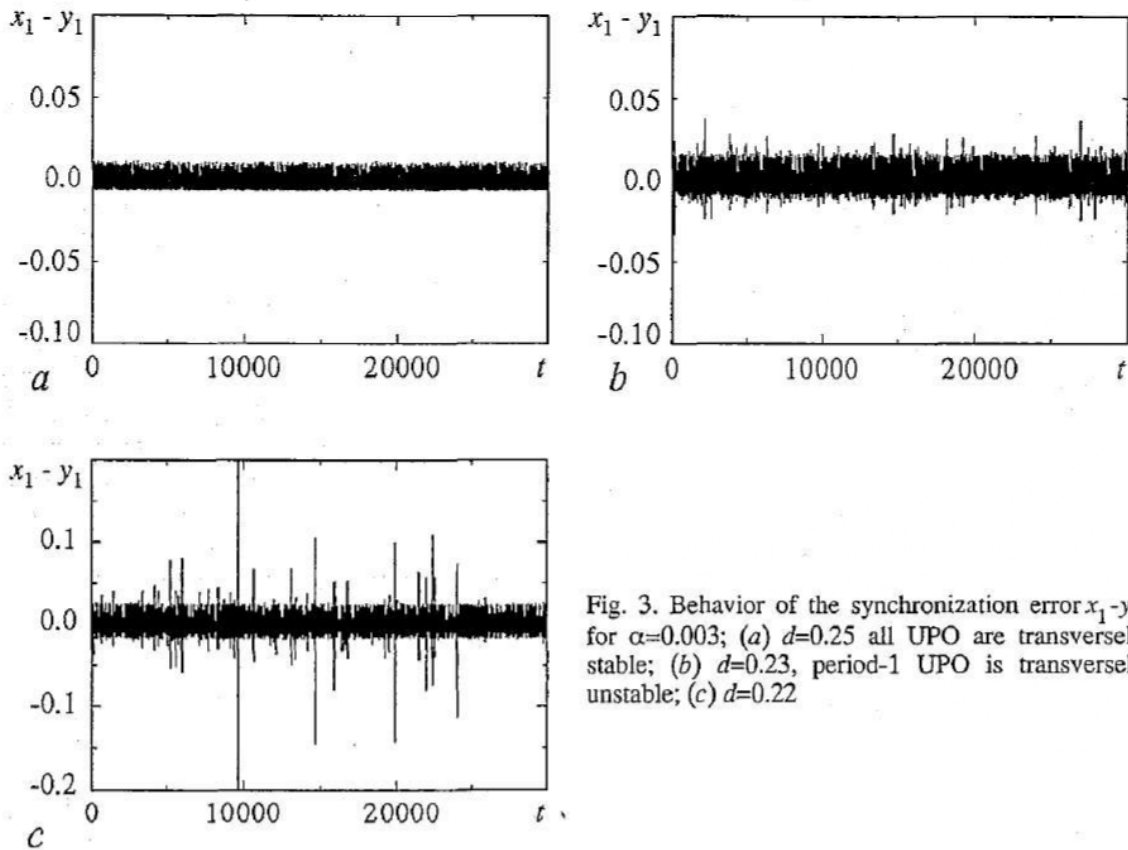 x₁ - y₁
0.05
0.0
-0.05
-0.10
0 10000 20000 t
a
x₁ - y₁
0.05
0.0
-0.05
-0.10
0 10000 20000 t
b
x₁ - y₁
0.1
0.0
-0.1
-0.2
0 10000 20000 t
c
Fig. 3. Behavior of the synchronization error x₁-y
for α=0.003; (a) d=0.25 all UPO are transversel
stable; (b) d=0.23, period-1 UPO is transversel
unstable; (c) d=0.22